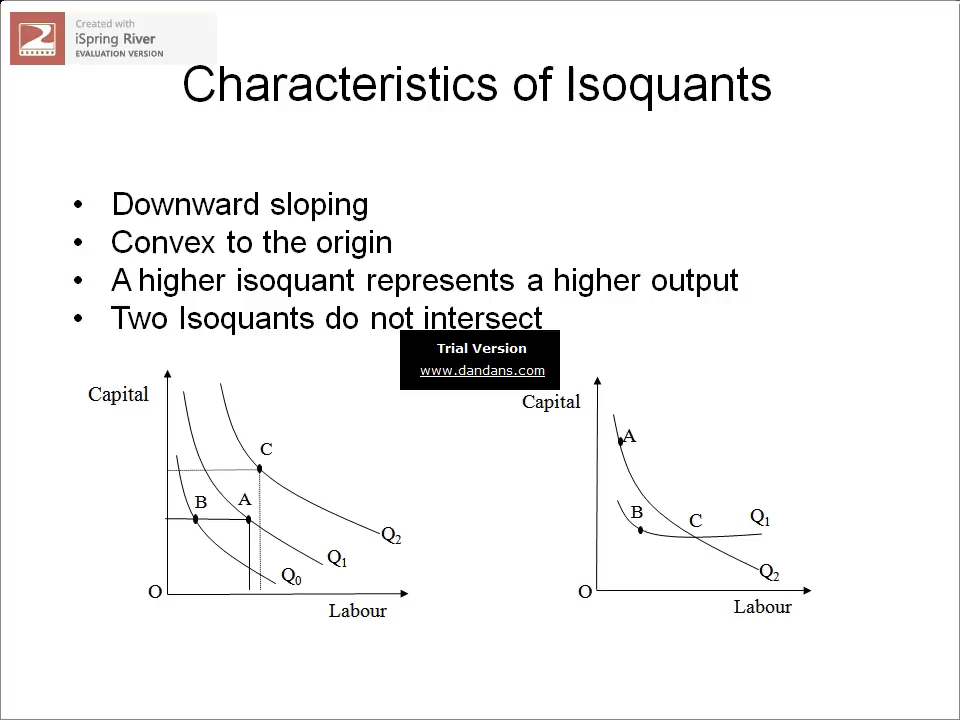 Created with
iSpring River
EVALUATION VERSION
Characteristics of Isoquants
• Downward sloping
• Convex to the origin
• A higher isoquant represents a higher output
• Two Isoquants do not intersect
Trial Version
www.dandans.com
Capital
C
B
A
Q2
Q1
Q0
O
Labour
Capital
A
B
C
Q1
Q2
O
Labour